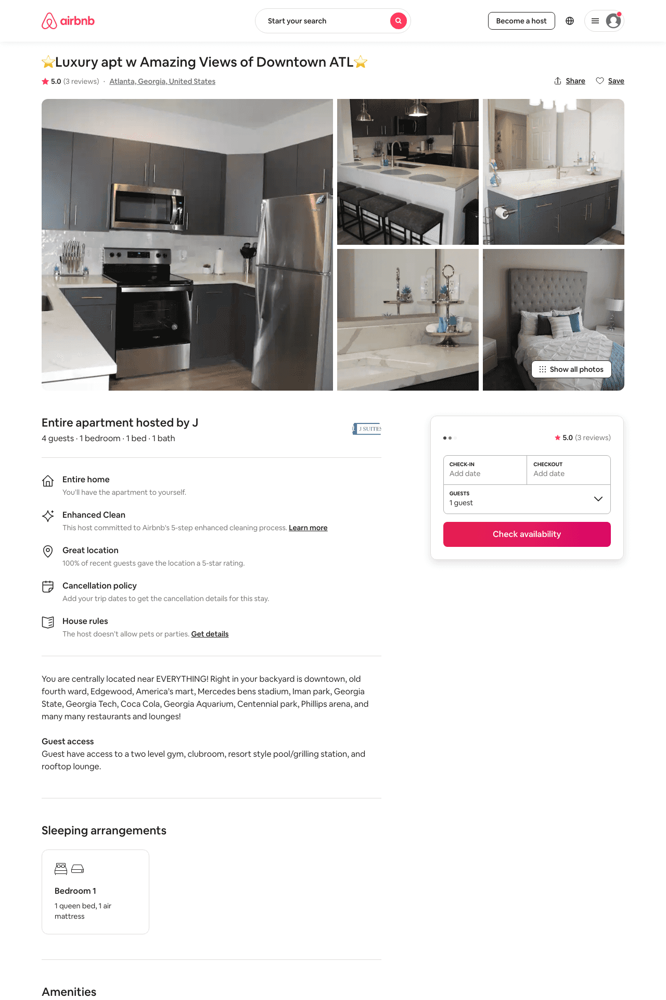 airbnb
Start your search
Become a host
⭐Luxury apt w Amazing Views of Downtown ATL⭐
5.0 (3 reviews) · Atlanta, Georgia, United States
Share
Save
Show all photos
Entire apartment hosted by J
4 guests · 1 bedroom · 1 bed · 1 bath
J SUITES
5.0 (3 reviews)
CHECK-IN
Add date
CHECKOUT
Add date
GUESTS
1 guest
Check availability
Entire home
You’ll have the apartment to yourself.
Enhanced Clean
This host committed to Airbnb's 5-step enhanced cleaning process. Learn more
Great location
100% of recent guests gave the location a 5-star rating.
Cancellation policy
Add your trip dates to get the cancellation details for this stay.
House rules
The host doesn’t allow pets or parties. Get details
You are centrally located near EVERYTHING! Right in your backyard is downtown, old
fourth ward, Edgewood, America’s mart, Mercedes bens stadium, Iman park, Georgia
State, Georgia Tech, Coca Cola, Georgia Aquarium, Centennial park, Phillips arena, and
many many restaurants and lounges!
Guest access
Guest have access to a two level gym, clubroom, resort style pool/grilling station, and
rooftop lounge.
Sleeping arrangements
Bedroom 1
1 queen bed, 1 air
mattress
Amenities